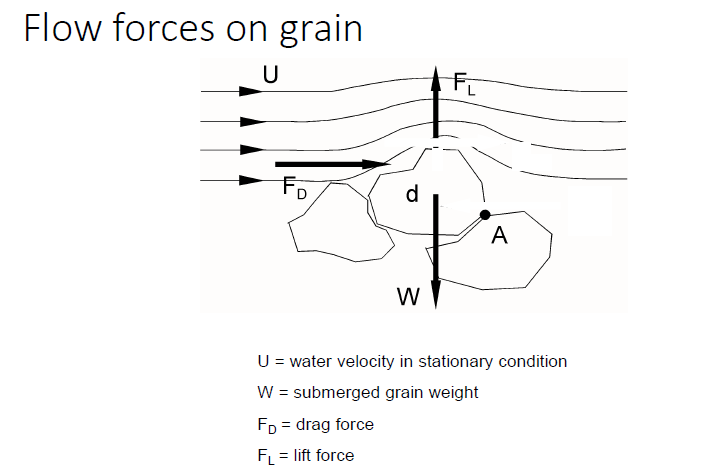 Flow forces on grain
U
FL
FD
d
A
W
U = water velocity in stationary condition
W = submerged grain weight
FD = drag force
FL = lift force